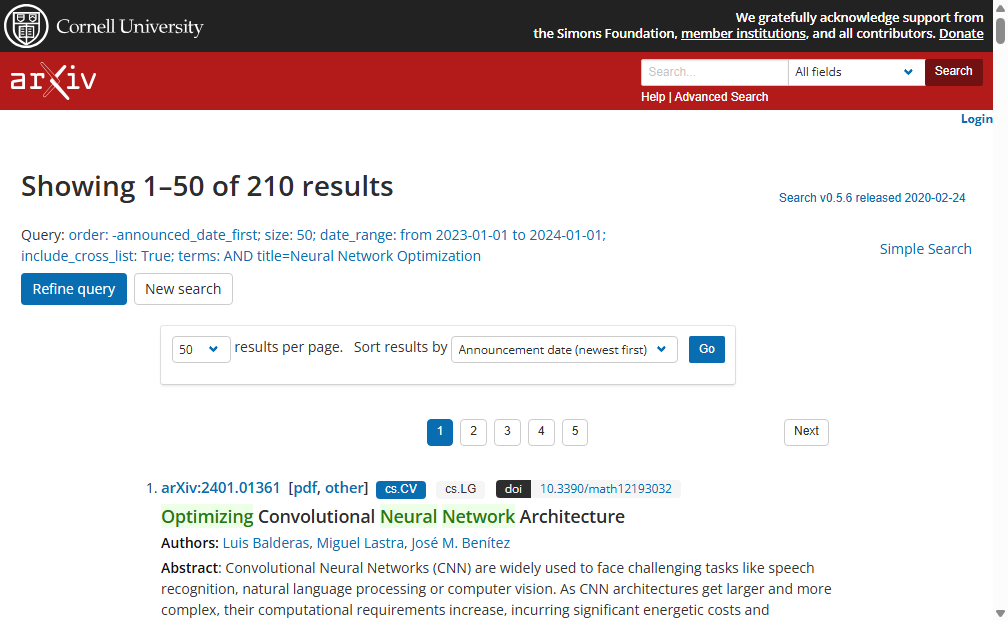 Cornell University
We gratefully acknowledge support from
the Simons Foundation, member institutions, and all contributors. Donate
arXiv
Search...
All fields
Search
Help | Advanced Search
Login
Showing 1–50 of 210 results
Search v0.5.6 released 2020-02-24
Query: order: -announced_date_first; size: 50; date_range: from 2023-01-01 to 2024-01-01;
include_cross_list: True; terms: AND title=Neural Network Optimization
Simple Search
Refine query
New search
50 results per page. Sort results by Announcement date (newest first) Go
1 2 3 4 5 Next
1. arXiv:2401.01361 [pdf, other] cs.CV cs.LG doi 10.3390/math12193032
Optimizing Convolutional Neural Network Architecture
Authors: Luis Balderas, Miguel Lastra, José M. Benítez
Abstract: Convolutional Neural Networks (CNN) are widely used to face challenging tasks like speech
recognition, natural language processing or computer vision. As CNN architectures get larger and more
complex, their computational requirements increase, incurring significant energetic costs and